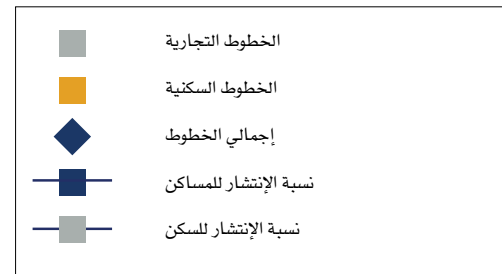 الخطوط التجارية
الخطوط السكنية
إجمالي الخطوط
نسبة الإنتشار للمساكن
نسبة الإنتشار للسكن